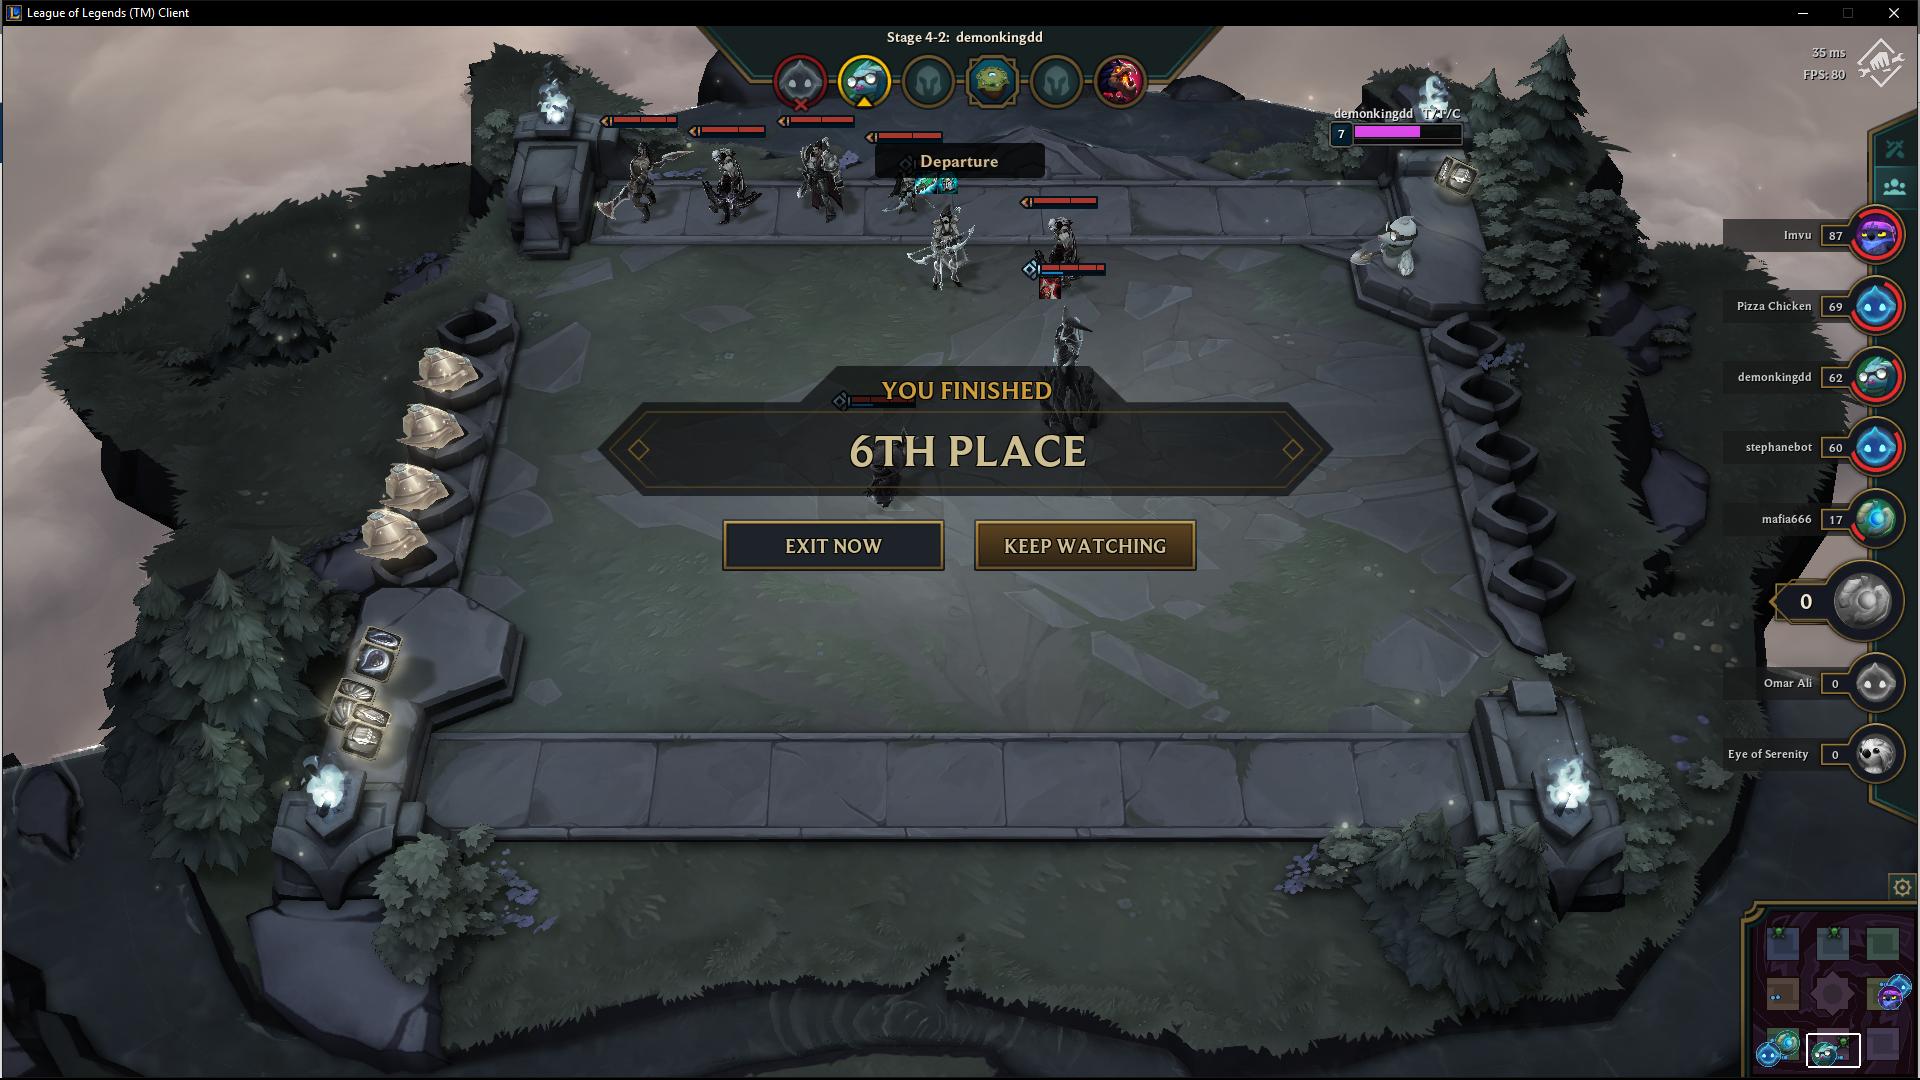 League of Legends (TM) Client
Stage 4-2: demonkingdd
35 ms
FPS: 80
demonkingdd
7
Departure
Imvu 87
Pizza Chicken 69
demonkingdd 62
stephanebot 60
mafia666 17
0
Omar Ali 0
Eye of Serenity 0
YOU FINISHED
6TH PLACE
EXIT NOW
KEEP WATCHING